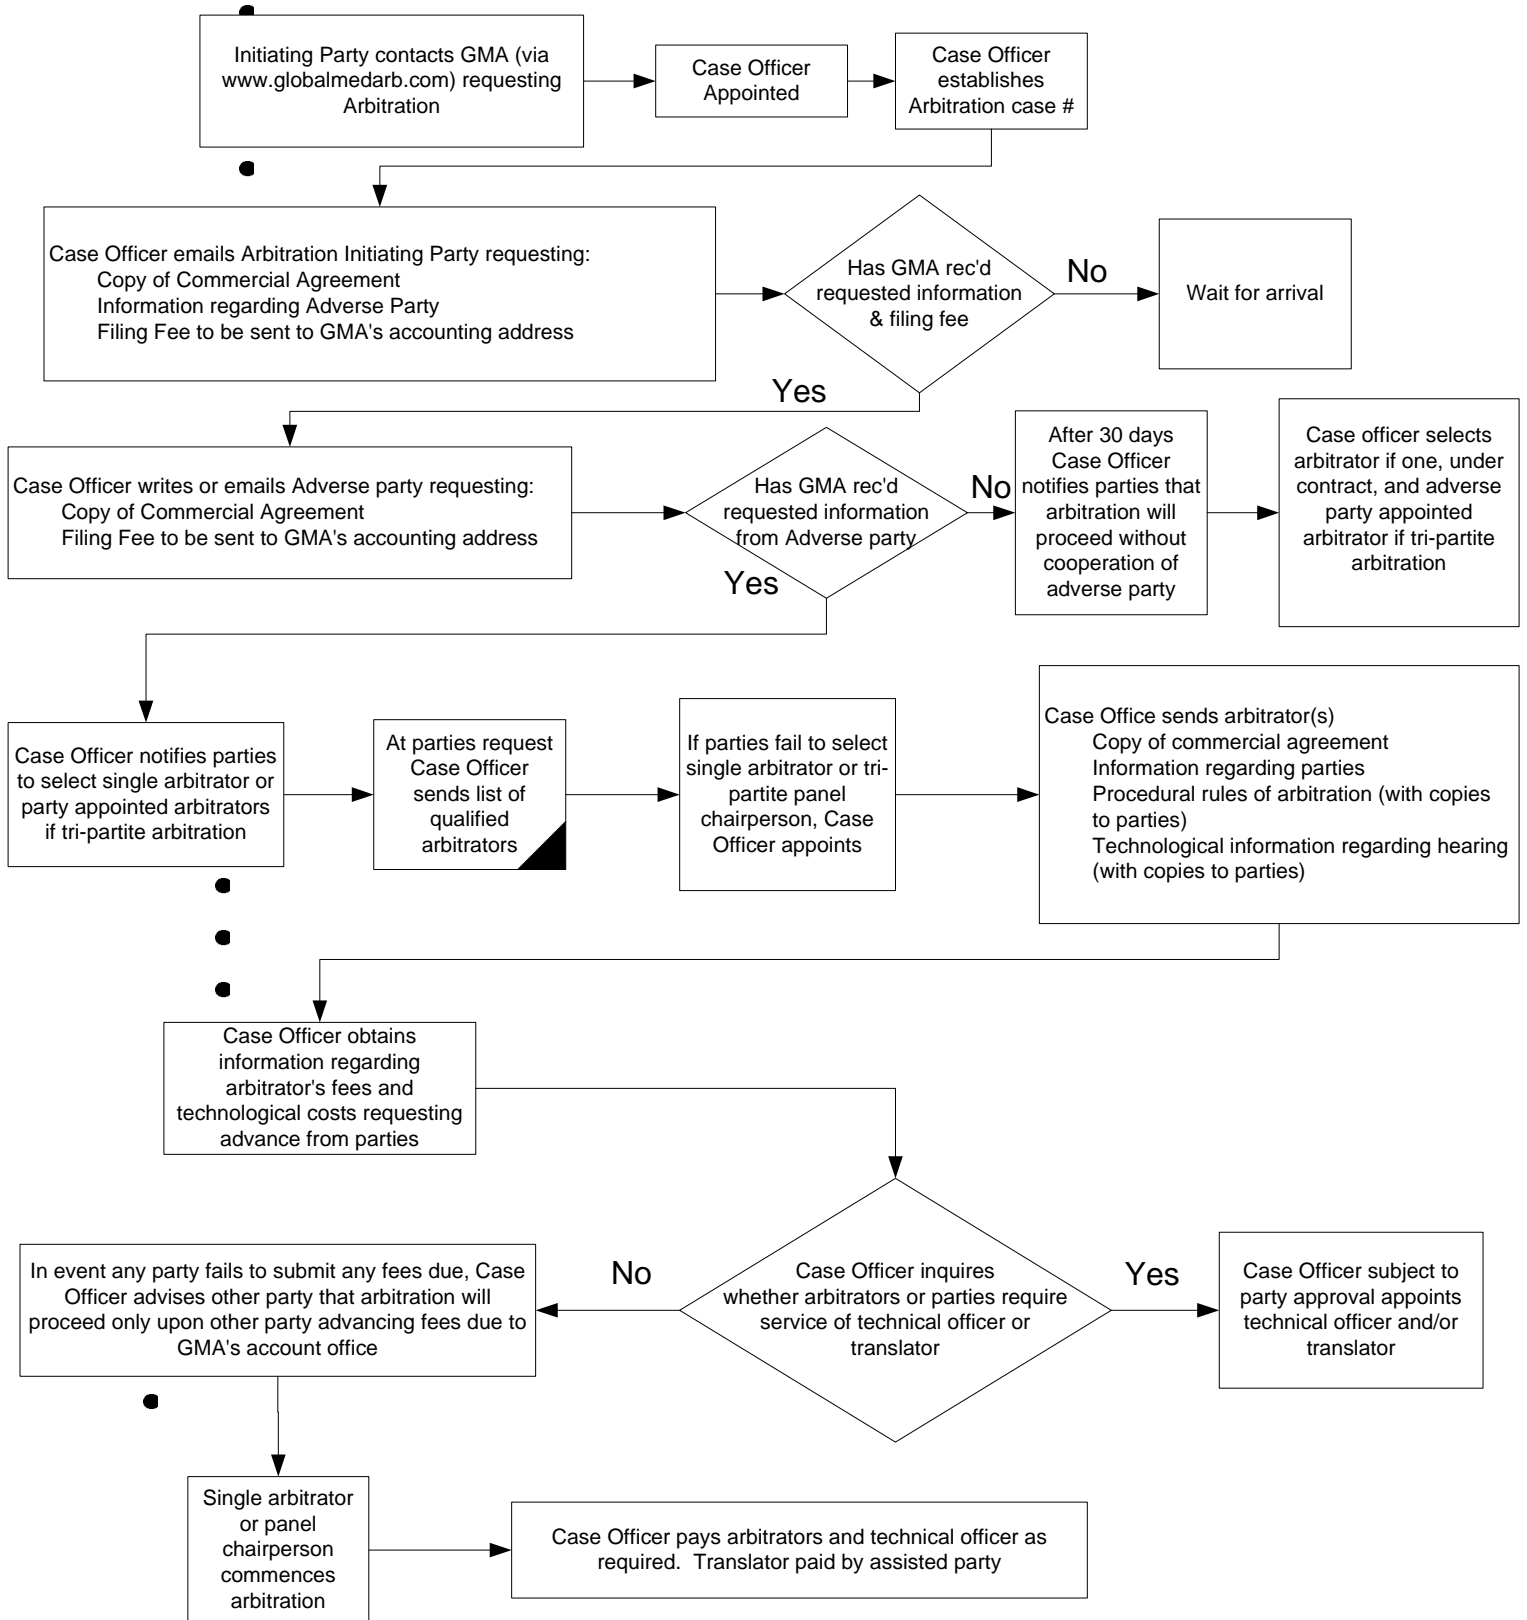 Initiating Party contacts GMA (via
www.globalmedarb.com) requesting
Arbitration
Case Officer
Appointed
Case Officer
establishes
Arbitration case #
Case Officer emails Arbitration Initiating Party requesting:
Copy of Commercial Agreement
Information regarding Adverse Party
Filing Fee to be sent to GMA's accounting address
Has GMA rec'd
requested information
& filing fee
No
Wait for arrival
Yes
Case Officer writes or emails Adverse party requesting:
Copy of Commercial Agreement
Filing Fee to be sent to GMA's accounting address
Has GMA rec'd
requested information
from Adverse party
No
After 30 days
Case Officer
notifies parties that
arbitration will
proceed without
cooperation of
adverse party
Case officer selects
arbitrator if one, under
contract, and adverse
party appointed
arbitrator if tri-partite
arbitration
Yes
Case Officer notifies parties
to select single arbitrator or
party appointed arbitrators
if tri-partite arbitration
At parties request
Case Officer
sends list of
qualified
arbitrators
If parties fail to select
single arbitrator or tri-
partite panel
chairperson, Case
Officer appoints
Case Office sends arbitrator(s)
Copy of commercial agreement
Information regarding parties
Procedural rules of arbitration (with copies
to parties)
Technological information regarding hearing
(with copies to parties)
Case Officer obtains
information regarding
arbitrator's fees and
technological costs requesting
advance from parties
Case Officer inquires
whether arbitrators or parties require
service of technical officer or
translator
No
In event any party fails to submit any fees due, Case
Officer advises other party that arbitration will
proceed only upon other party advancing fees due to
GMA's account office
Yes
Case Officer subject to
party approval appoints
technical officer and/or
translator
Single arbitrator
or panel
chairperson
commences
arbitration
Case Officer pays arbitrators and technical officer as
required. Translator paid by assisted party